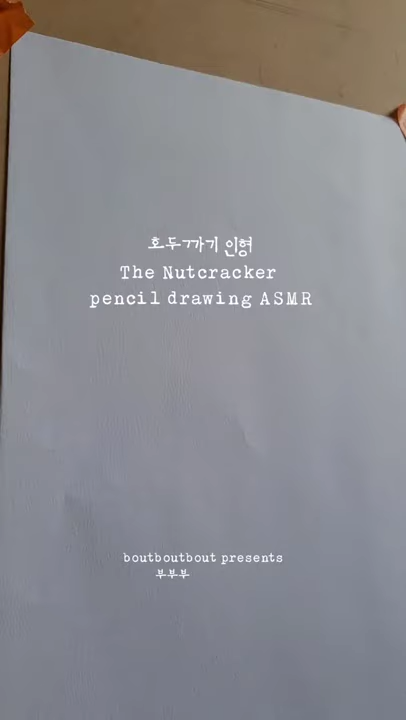 호두까기 인형
The Nutcracker
pencil drawing ASMR
boutboutbout presents
부부부